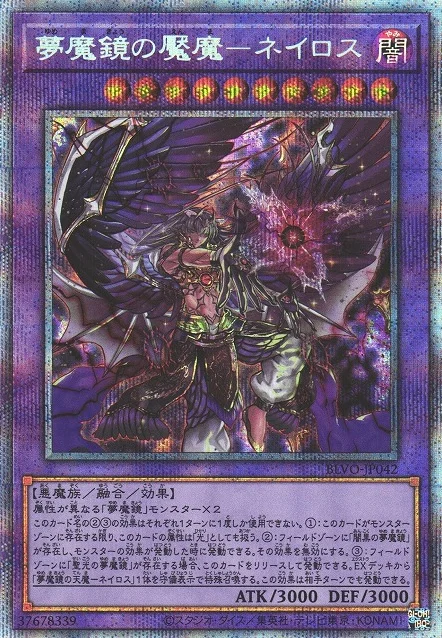 夢魔鏡の魘魔－ネイロス
闇
BLVO-JP042
【悪魔族／融合／効果】
属性が異なる「夢魔鏡」モンスター×２
このカード名の②③の効果はそれぞれ１ターンに１度しか使用できない。①：このカードがモンスター
ゾーンに存在する限り、このカードの属性は「光」としても扱う。②：フィールドゾーンに「闇黒の夢魔鏡」
が存在し、モンスターの効果が発動した時に発動できる。その効果を無効にする。③：フィールド
ゾーンに「聖光の夢魔鏡」が存在する場合、このカードをリリースして発動できる。EXデッキから
「夢魔鏡の天魔－ネイロス」１体を守備表示で特殊召喚する。この効果は相手ターンでも発動できる。
ATK/3000 DEF/3000
37678339
©スタジオ・ダイス／集英社・テレビ東京・KONAMI